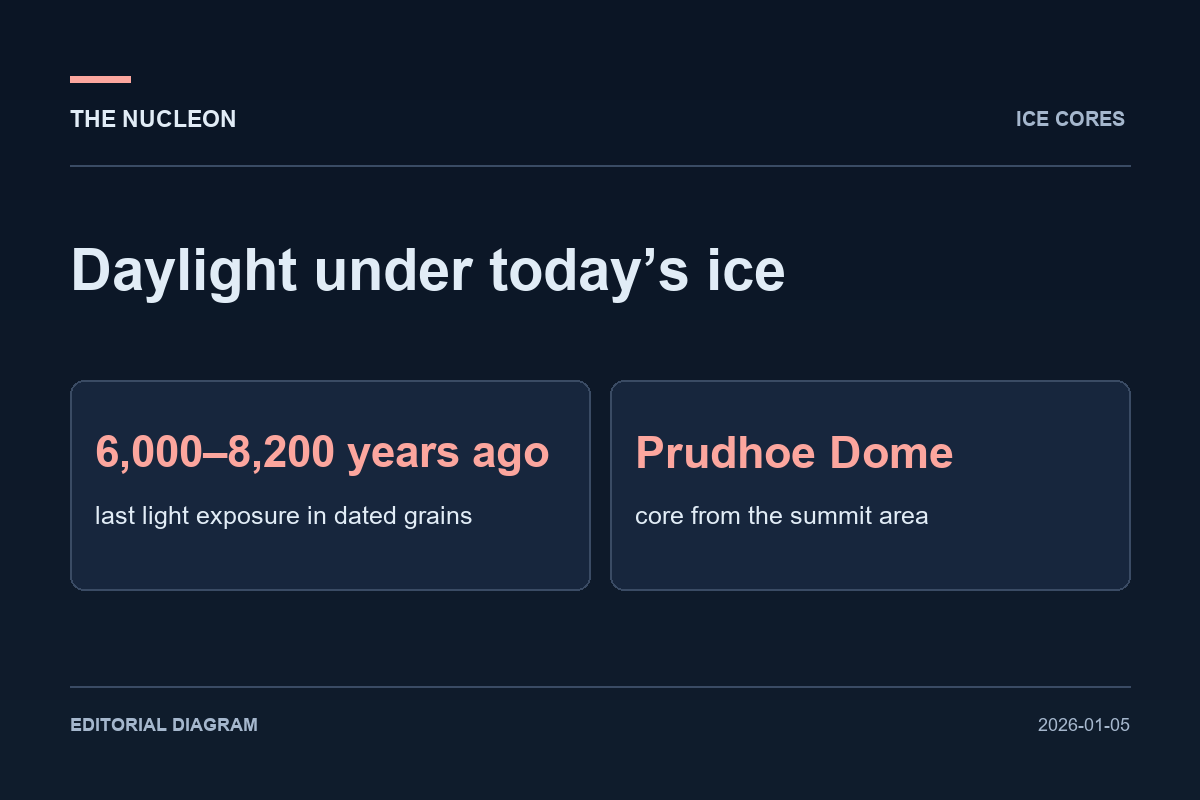 THE NUCLEON
ICE CORES
Daylight under today’s ice
6,000–8,200 years ago
last light exposure in dated grains
Prudhoe Dome
core from the summit area
EDITORIAL DIAGRAM
2026-01-05